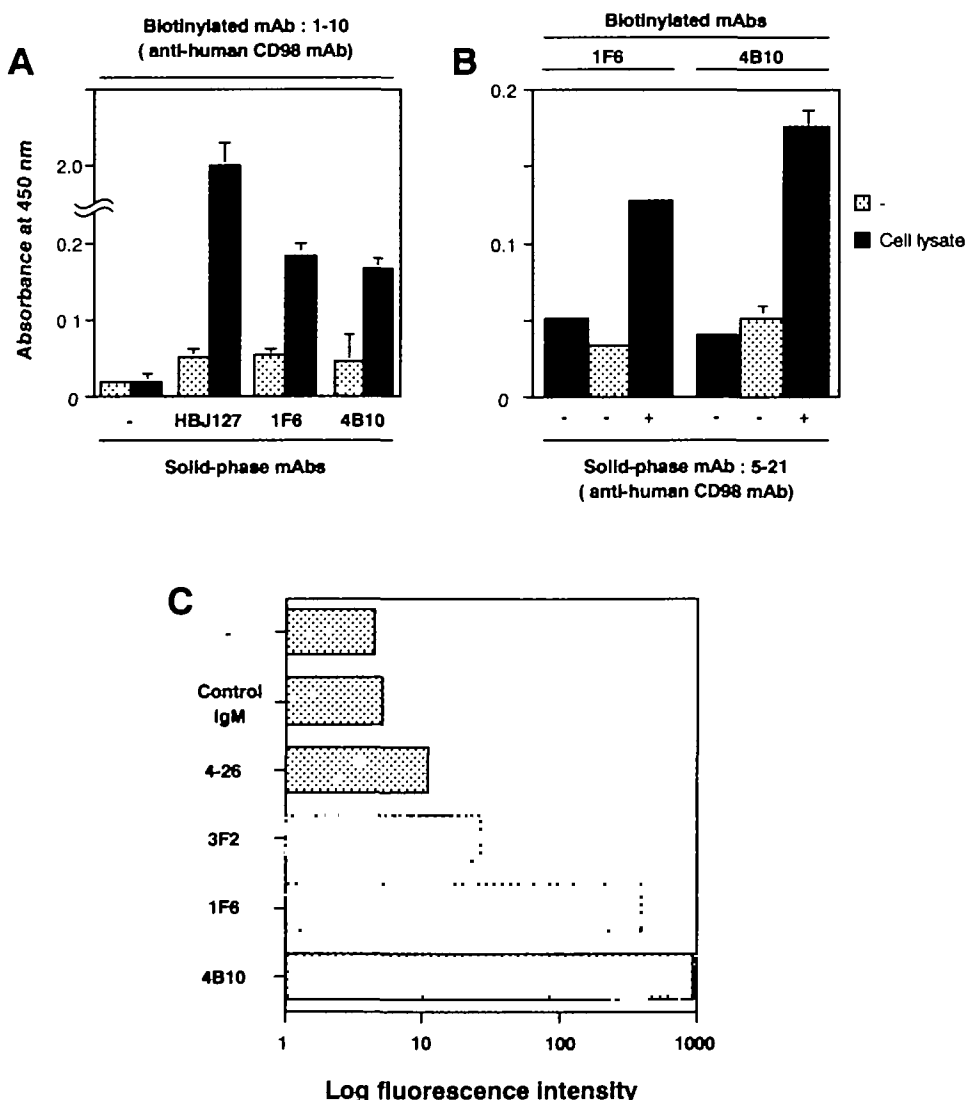 A
Biotinylated mAb : 1-10
( anti-human CD98 mAb)
Absorbance at 450 nm
2.0
0.2
0 1
0
- HBJ127 1F6 4B10
Solid-phase mAbs
B
Biotinylated mAbs
1F6 4B10
0.2
0.1
0
- - + - - +
Solid-phase mAb : 5-21
( anti-human CD98 mAb)
-
Cell lysate
C
-
Control
IgM
4-26
3F2
1F6
4B10
1 10 100 1000
Log fluorescence intensity